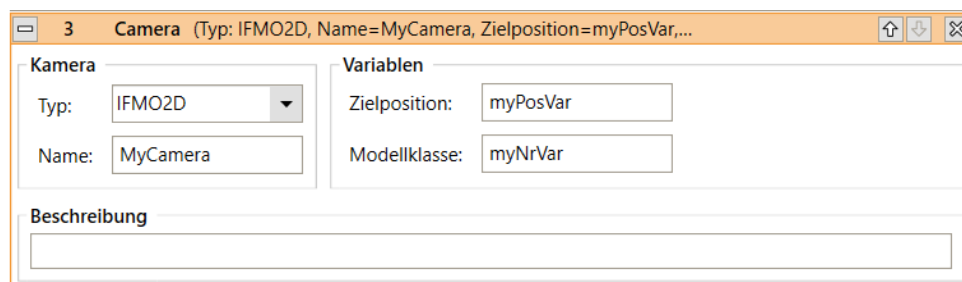 3 Camera (Typ: IFMO2D, Name=MyCamera, Zielposition=myPosVar,...
Kamera
Typ: IFMO2D
Name: MyCamera
Variablen
Zielposition: myPosVar
Modellklasse: myNrVar
Beschreibung